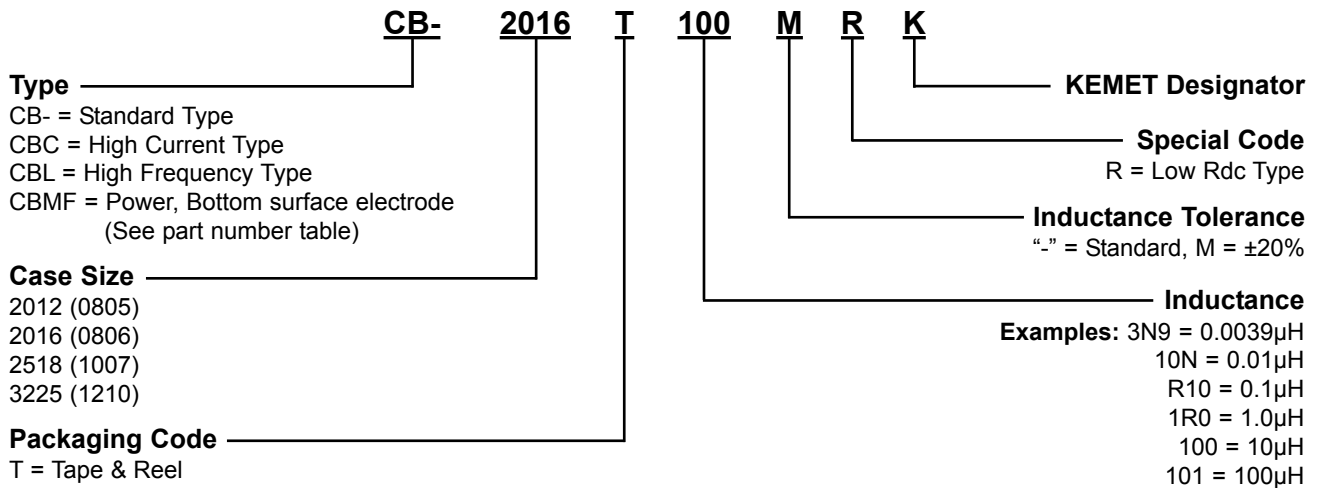 CB- 2016 T 100 M R K
Type
CB- = Standard Type
CBC = High Current Type
CBL = High Frequency Type
CBMF = Power, Bottom surface electrode
(See part number table)
Case Size
2012 (0805)
2016 (0806)
2518 (1007)
3225 (1210)
Packaging Code
T = Tape & Reel
KEMET Designator
Special Code
R = Low Rdc Type
Inductance Tolerance
“-” = Standard, M = ±20%
Inductance
Examples: 3N9 = 0.0039µH
10N = 0.01µH
R10 = 0.1µH
1R0 = 1.0µH
100 = 10µH
101 = 100µH